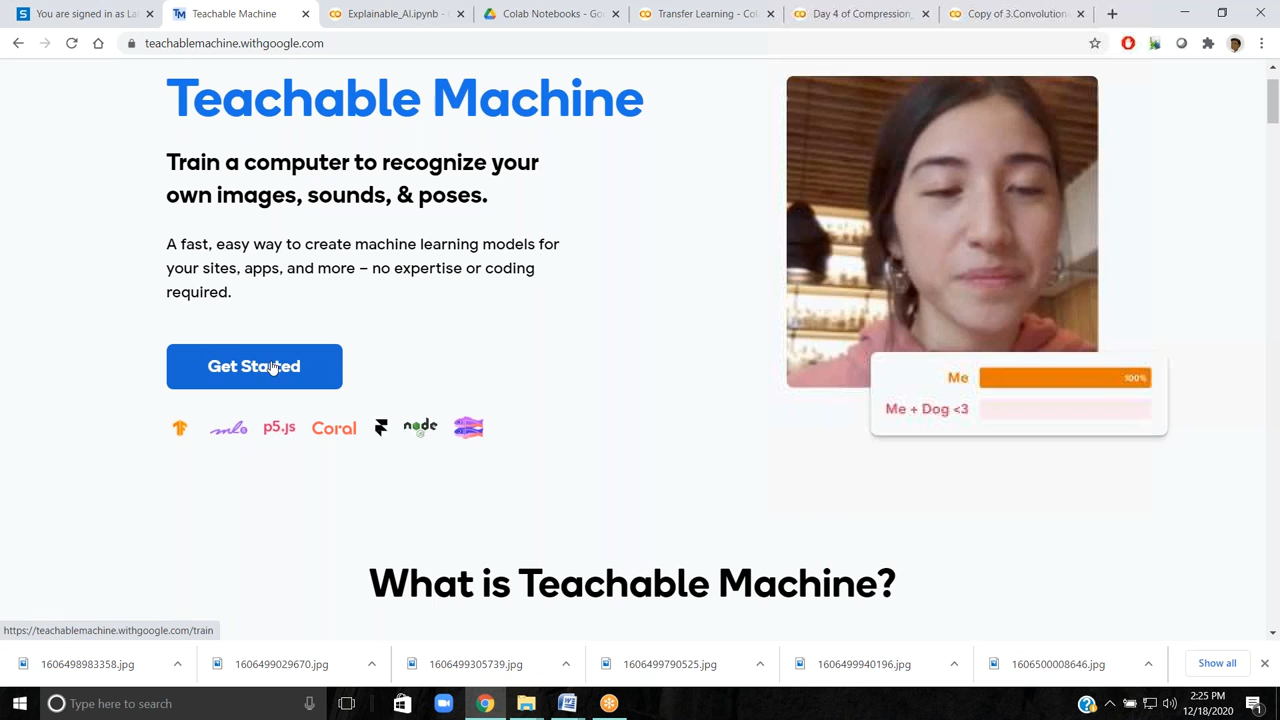 You are signed in as La
Teachable Machine
Explainable_AI.ipynb -
Colab Notebooks - Go
Transfer Learning - Col
Day 4 of Compression_
Copy of 3.Convolution
teachablemachine.withgoogle.com
Teachable Machine
Train a computer to recognize your
own images, sounds, & poses.
A fast, easy way to create machine learning models for
your sites, apps, and more – no expertise or coding
required.
Get Started
p5.js
Coral
node
Me
100%
Me + Dog <3
What is Teachable Machine?
https://teachablemachine.withgoogle.com/train
1606498983358.jpg
1606499029670.jpg
1606499305739.jpg
1606499790525.jpg
1606499940196.jpg
1606500008646.jpg
Show all
Type here to search
2:25 PM
12/18/2020